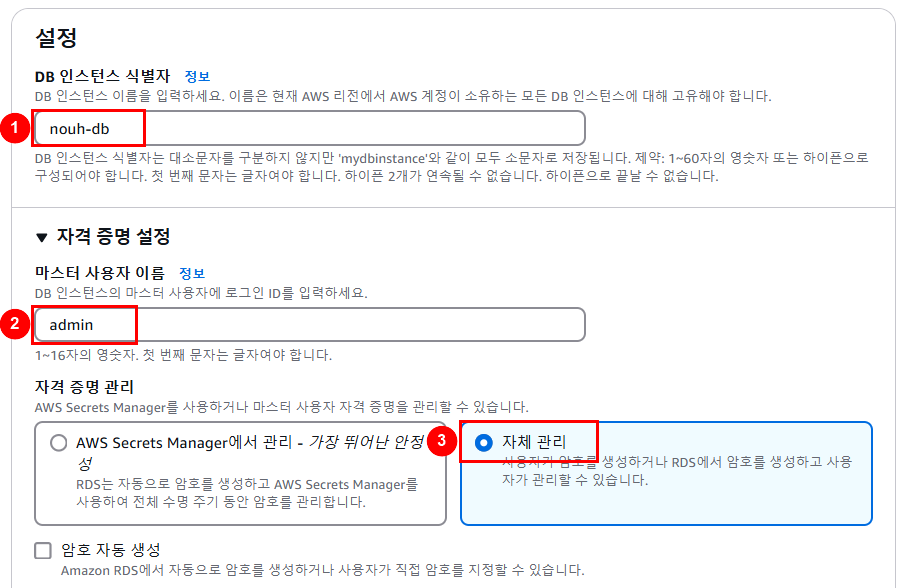 설정
DB 인스턴스 식별자 정보
DB 인스턴스 이름을 입력하세요. 이름은 현재 AWS 리전에서 AWS 계정이 소유하는 모든 DB 인스턴스에 대해 고유해야 합니다.
1 nouh-db
DB 인스턴스 식별자는 대소문자를 구분하지 않지만 'mydbinstance'와 같이 모두 소문자로 저장됩니다. 제약: 1~60자의 영숫자 또는 하이픈으로
구성되어야 합니다. 첫 번째 문자는 글자여야 합니다. 하이픈 2개가 연속될 수 없습니다. 하이픈으로 끝날 수 없습니다.
▼ 자격 증명 설정
마스터 사용자 이름 정보
DB 인스턴스의 마스터 사용자에 로그인 ID를 입력하세요.
2 admin
1~16자의 영숫자. 첫 번째 문자는 글자여야 합니다.
자격 증명 관리
AWS Secrets Manager를 사용하거나 마스터 사용자 자격 증명을 관리할 수 있습니다.
AWS Secrets Manager에서 관리 - 가장 뛰어난 안정
성
RDS는 자동으로 암호를 생성하고 AWS Secrets Manager를
사용하여 전체 수명 주기 동안 암호를 관리합니다.
3 자체 관리
사용자가 암호를 생성하거나 RDS에서 암호를 생성하고 사용
자가 관리할 수 있습니다.
암호 자동 생성
Amazon RDS에서 자동으로 암호를 생성하거나 사용자가 직접 암호를 지정할 수 있습니다.